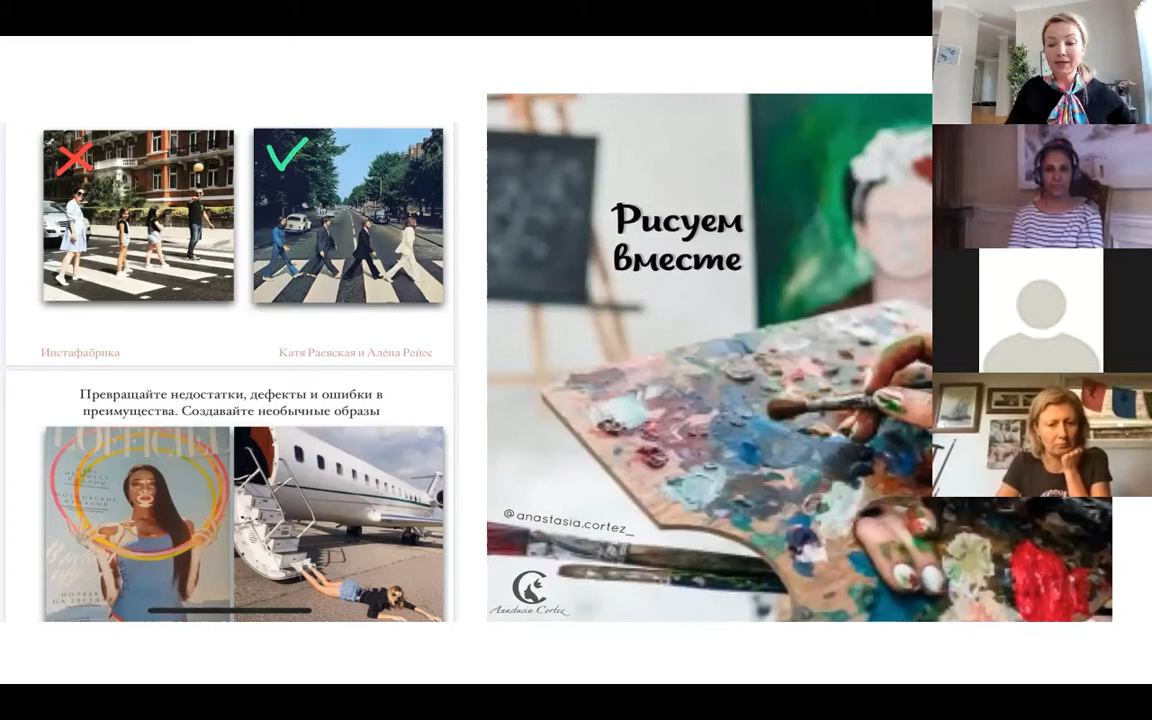 Инстафабрика
Катя Раевская и Алёна Рейес
Превращайте недостатки, дефекты и ошибки в
преимущества. Создавайте необычные образы
L'OFFICIEL
Рисуем
вместе
@anastasia.cortez_
Anastasia Cortez